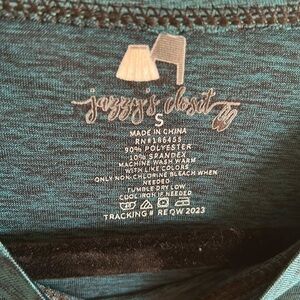 jazzy's closet
S
MADE IN CHINA
RN#166455
90% POLYESTER
10% SPANDEX
MACHINE WASH WARM
WITH LIKE COLORS
ONLY NON-CHLORINE BLEACH WHEN
NEEDED
TUMBLE DRY LOW
COOL IRON IF NEEDED
TRACKING # REQW 2023